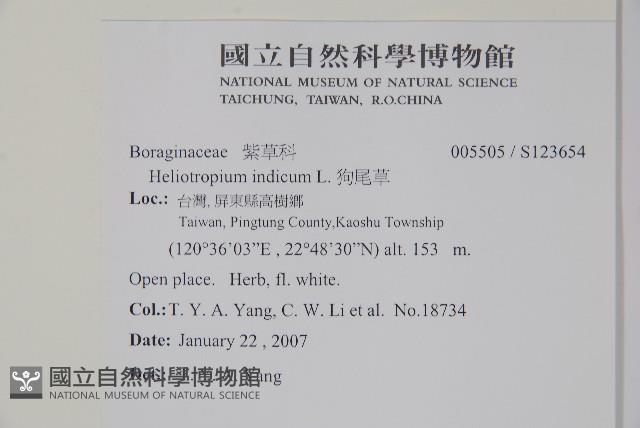 國立自然科學博物館
NATIONAL MUSEUM OF NATURAL SCIENCE
TAICHUNG, TAIWAN, R.O.CHINA
Boraginaceae 紫草科 005505 / S123654
Heliotropium indicum L. 狗尾草
Loc.: 台灣, 屏東縣高樹鄉
Taiwan, Pingtung County,Kaoshu Township
(120°36'03”E , 22°48'30”N) alt. 153 m.
Open place. Herb, fl. white.
Col.: T. Y. A. Yang, C. W. Li et al. No.18734
Date: January 22 , 2007
國立自然科學博物館
NATIONAL MUSEUM OF NATURAL SCIENCE